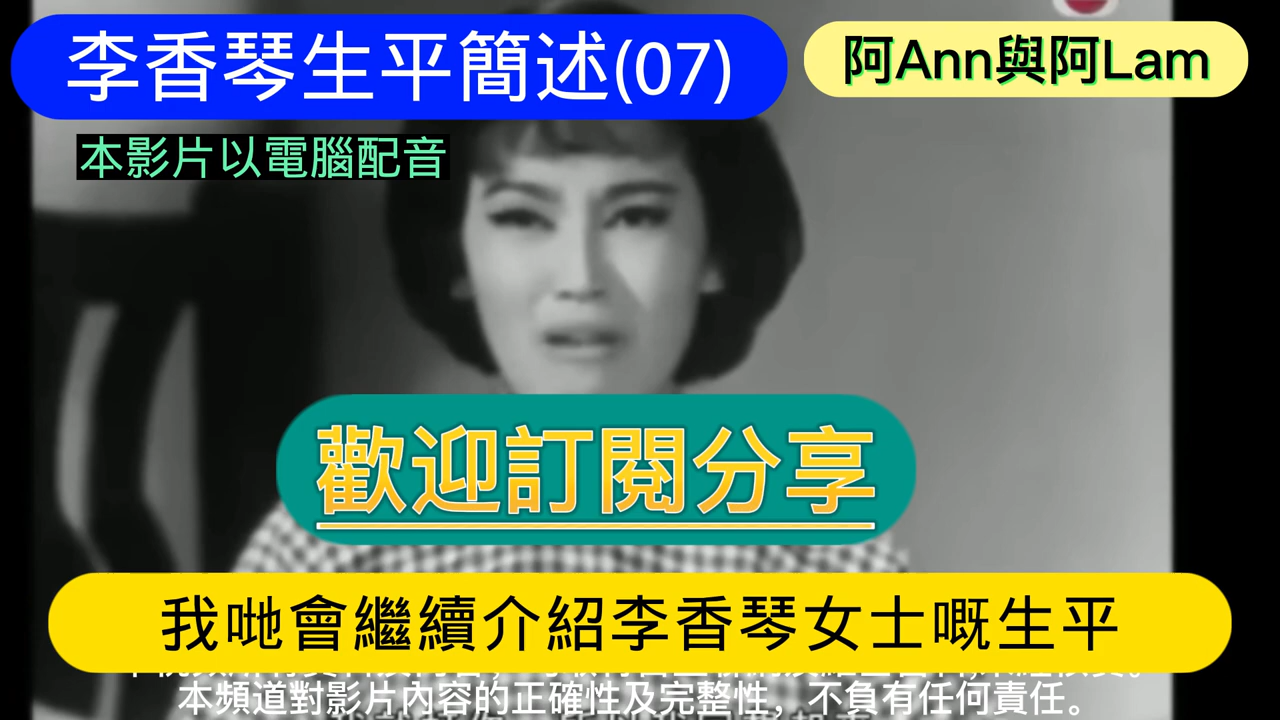 李香琴生平簡述(07)
阿Ann與阿Lam
本影片以電腦配音
歡迎訂閱分享
我哋會繼續介紹李香琴女士嘅生平
本頻道對影片內容的正確性及完整性，不負有任何責任。